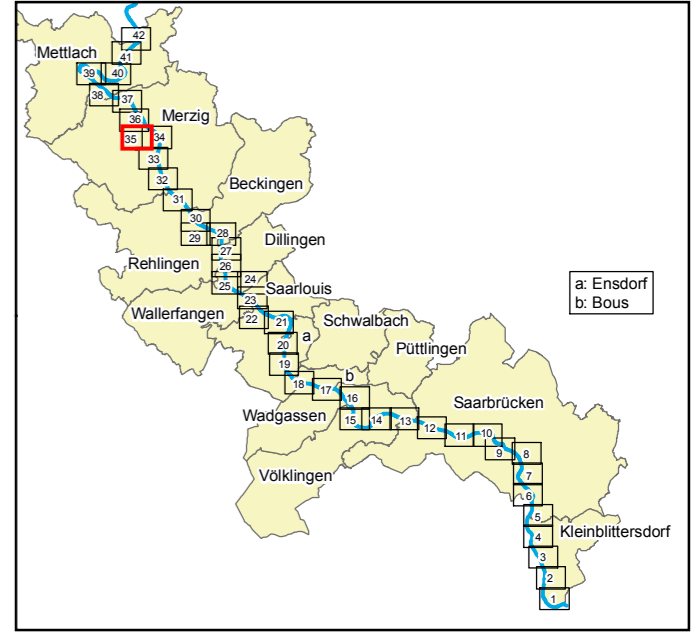 42
Mettlach
41
39
40
38
37
36
Merzig
35
34
33
32
Beckingen
31
30
28
29
Dillingen
27
Rehlingen
26
24
25
Saarlouis
23
a: Ensdorf
b: Bous
Wallerfangen
22
21
Schwalbach
a
20
Püttlingen
19
b
18
17
16
Saarbrücken
Wadgassen
15
14
13
12
11
10
9
8
Völklingen
7
6
5
Kleinblittersdorf
4
3
2
1